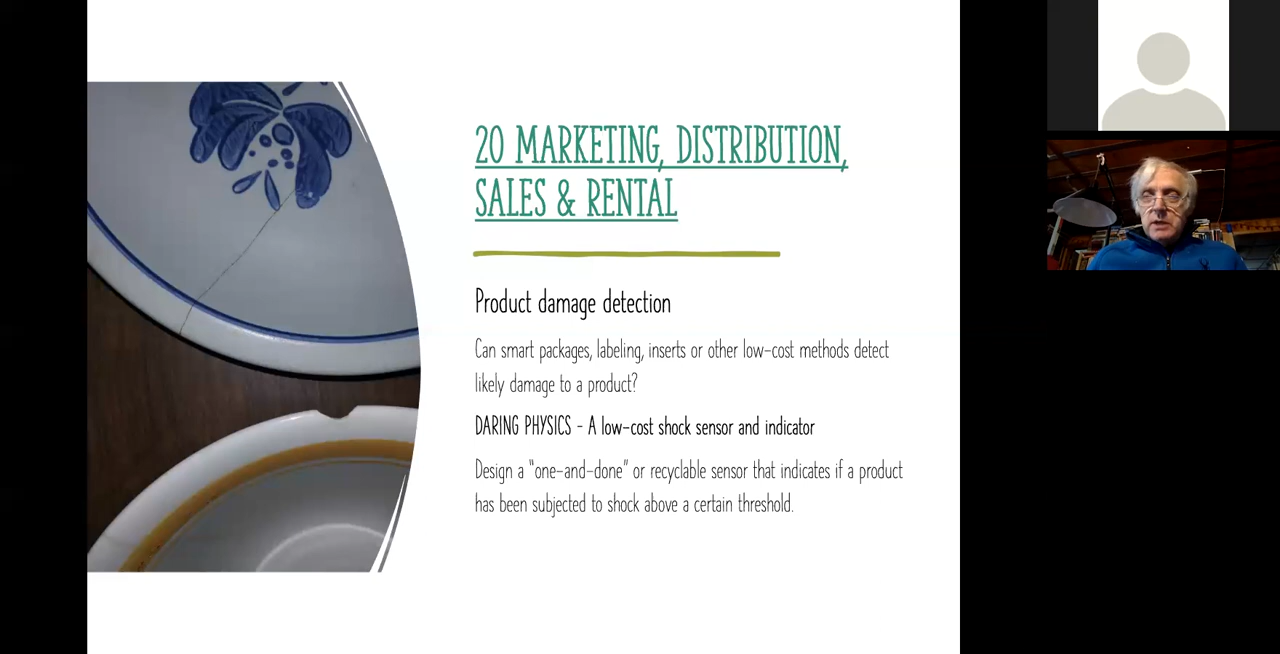 20 MARKETING, DISTRIBUTION,
SALES & RENTAL
Product damage detection
Can smart packages, labeling, inserts or other low-cost methods detect
likely damage to a product?
DARING PHYSICS - A low-cost shock sensor and indicator
Design a "one-and-done" or recyclable sensor that indicates if a product
has been subjected to shock above a certain threshold.